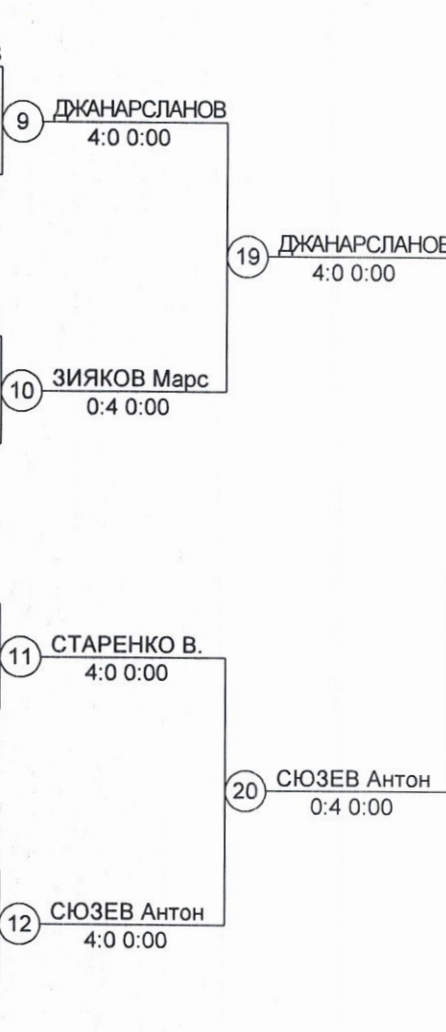 9
ДЖАНАРСЛАНОВ
4:0 0:00
19
ДЖАНАРСЛАНОВ
4:0 0:00
10
ЗИЯКОВ Марс
0:4 0:00
11
СТАРЕНКО В.
4:0 0:00
20
СЮЗЕВ Антон
0:4 0:00
12
СЮЗЕВ Антон
4:0 0:00